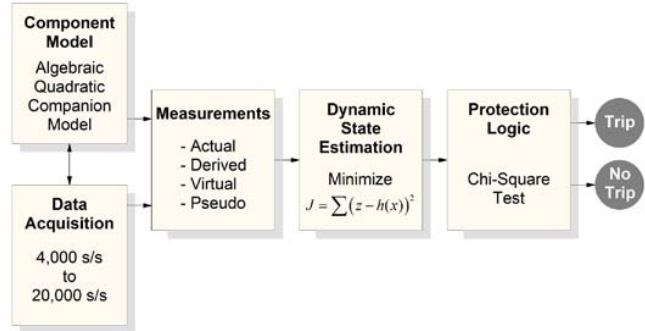 Component
Model
Algebraic
Quadratic
Companion
Model
Data
Acquisition
4,000 s/s
to
20,000 s/s
Measurements
- Actual
- Derived
- Virtual
- Pseudo
Dynamic
State
Estimation
Minimize
J = ∑(z − h(x))²
Protection
Logic
Chi-Square
Test
Trip
No
Trip